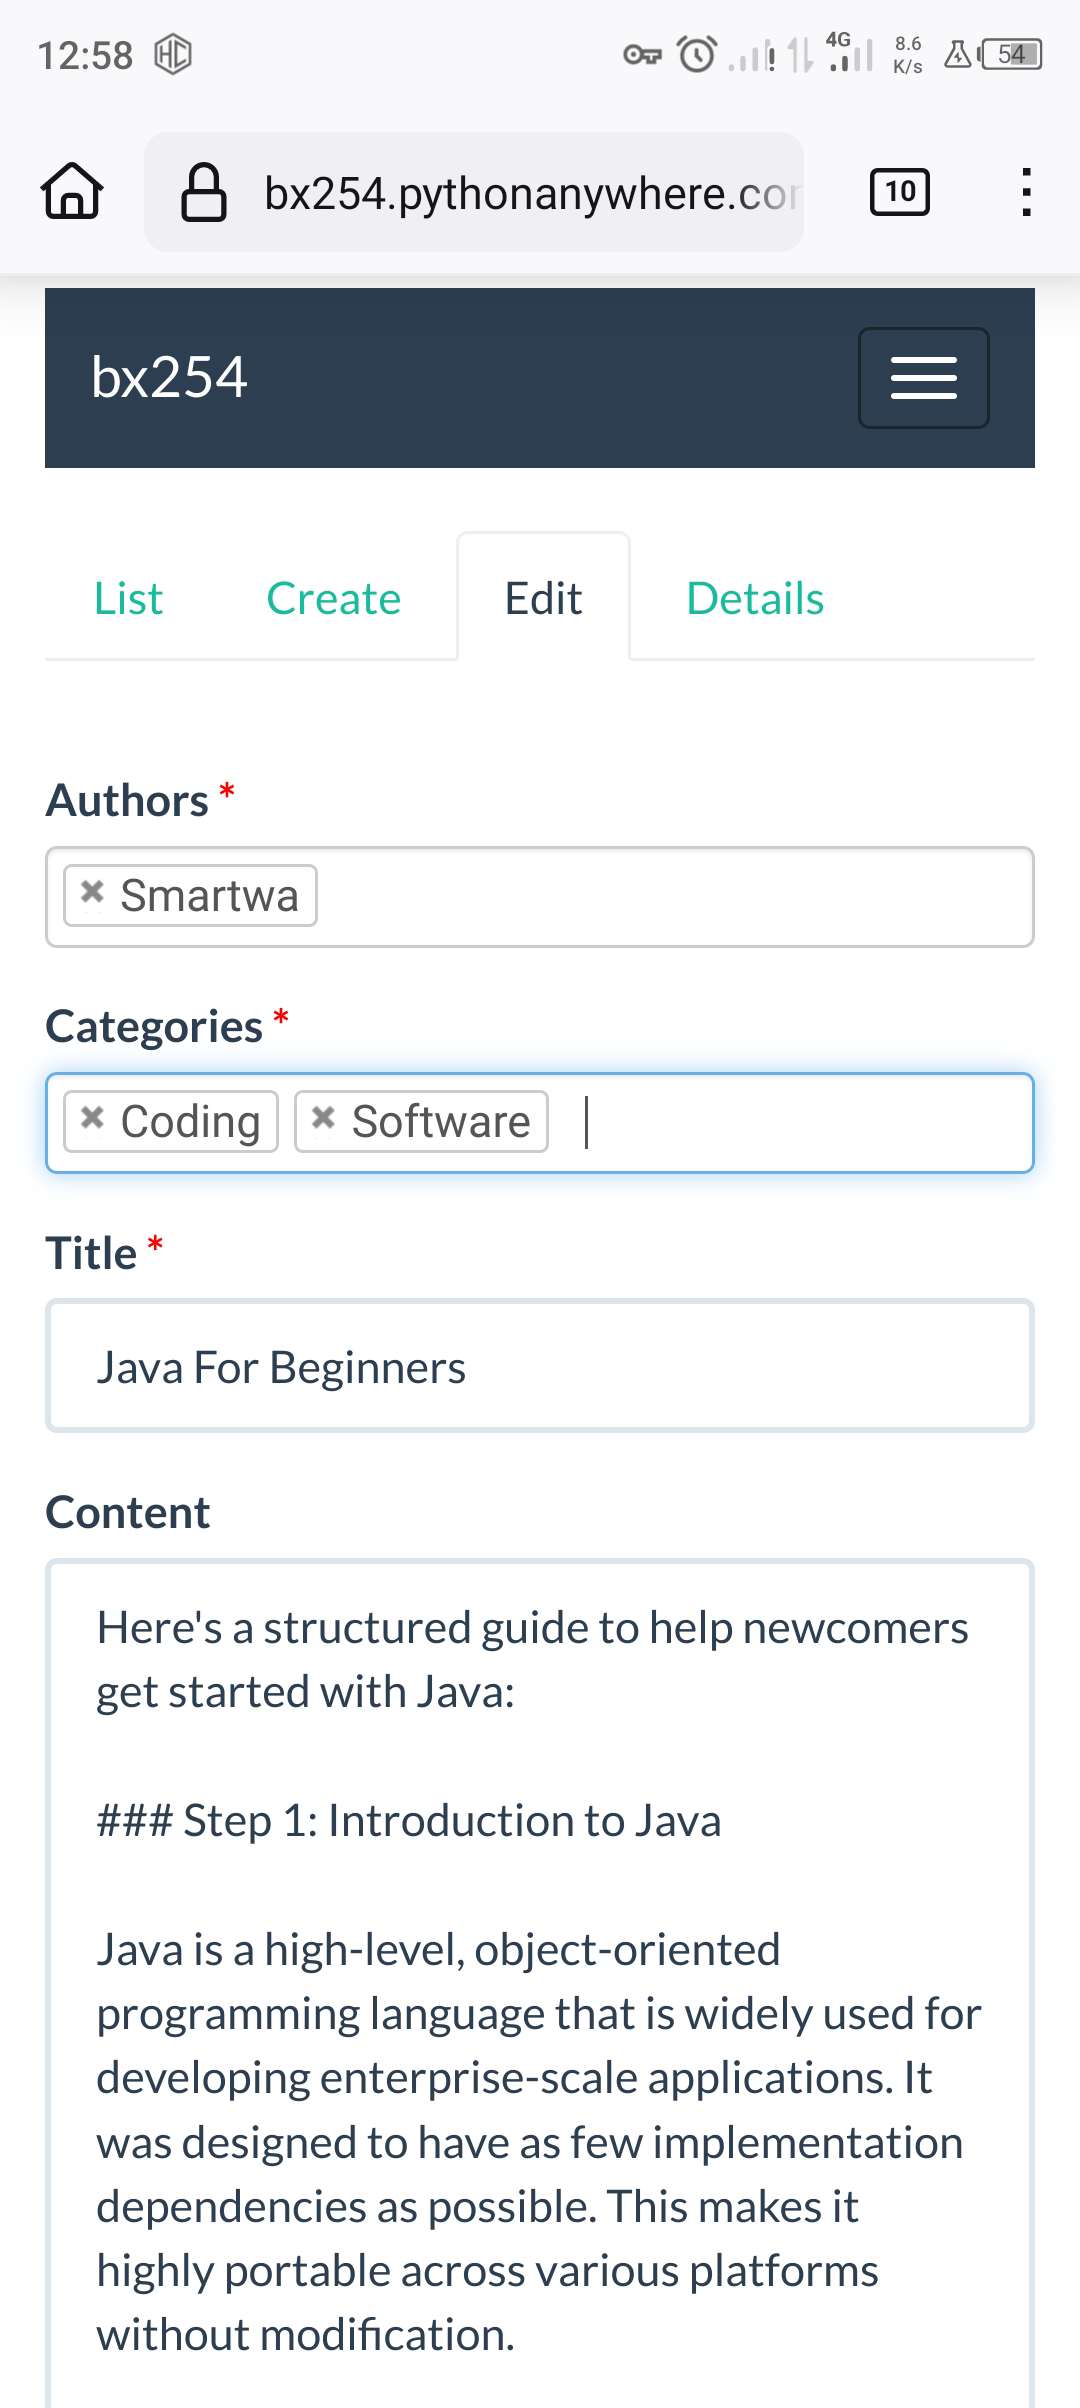 12:58 HC 4G 8.6 K/s 54
bx254.pythonanywhere.co
10
bx254
List Create Edit Details
Authors *
× Smartwa
Categories *
× Coding × Software
Title *
Java For Beginners
Content
Here's a structured guide to help newcomers
get started with Java:
### Step 1: Introduction to Java
Java is a high-level, object-oriented
programming language that is widely used for
developing enterprise-scale applications. It
was designed to have as few implementation
dependencies as possible. This makes it
highly portable across various platforms
without modification.